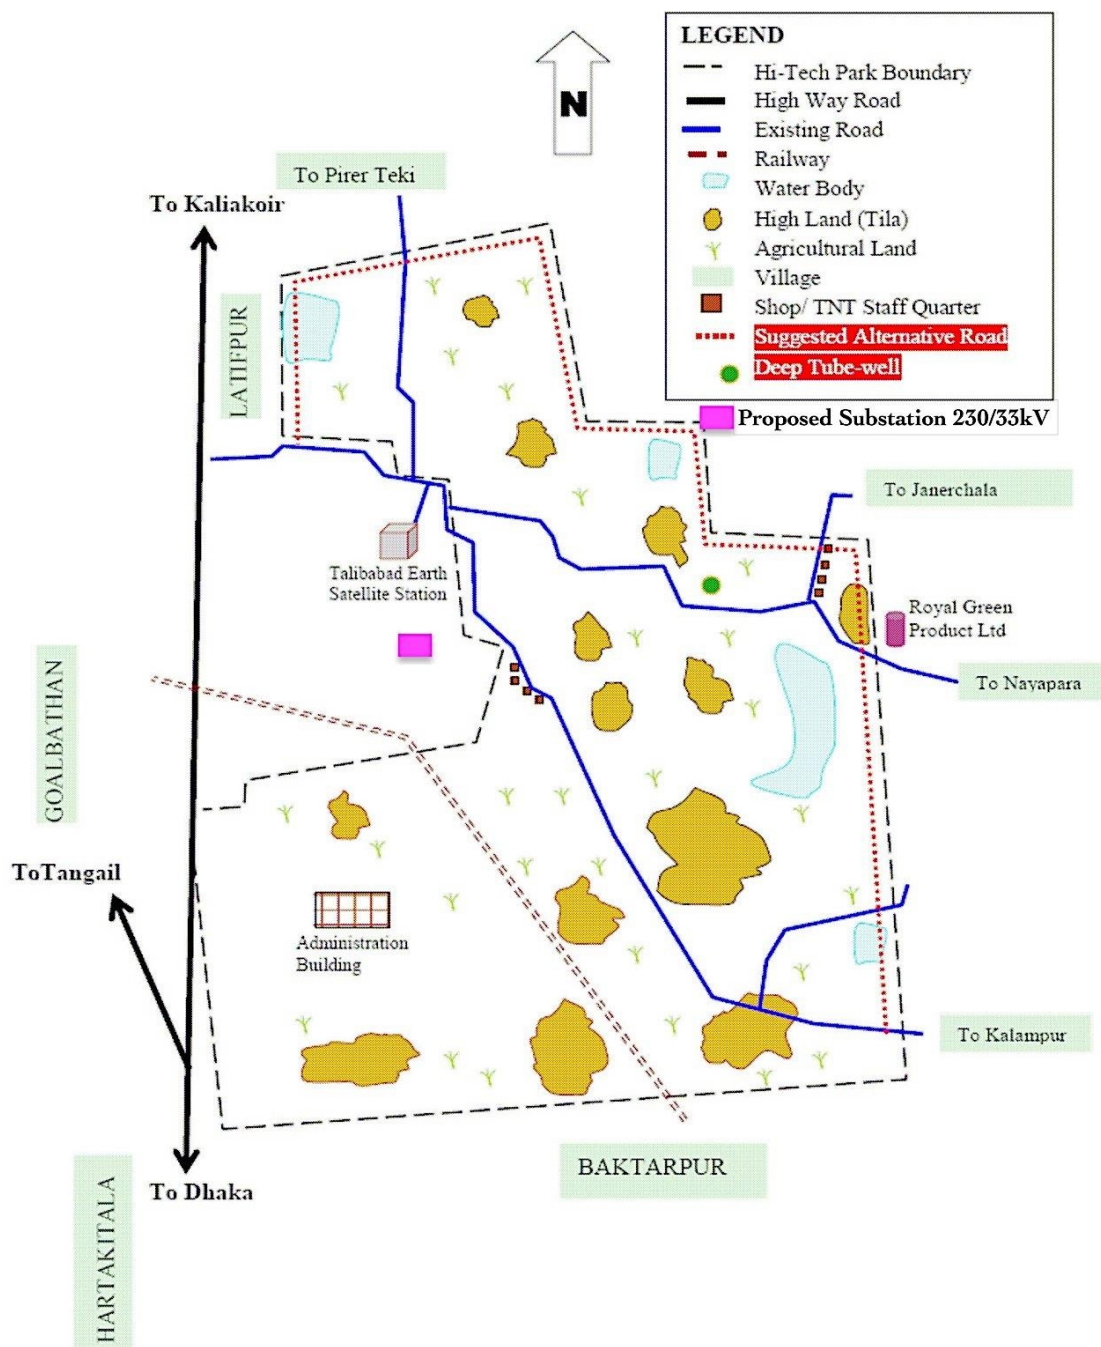 LEGEND
Hi-Tech Park Boundary
High Way Road
Existing Road
Railway
Water Body
High Land (Tila)
Agricultural Land
Village
Shop/ TNT Staff Quarter
Suggested Alternative Road
Deep Tube-well
Proposed Substation 230/33kV
N
To Pirer Teki
To Kaliakoir
LATIFPUR
To Janerchala
Talibabad Earth
Satellite Station
Royal Green
Product Ltd
To Nayapara
GOALBATHAN
ToTangail
Administration
Building
To Kalampur
BAKTARPUR
To Dhaka
HARTAKITALA